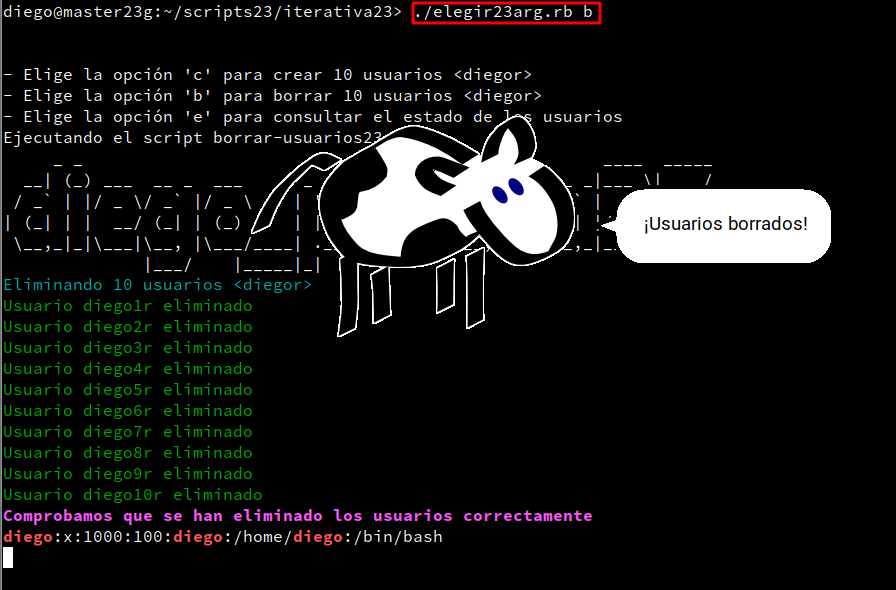 diego@master23g:~/scripts23/iterativa23> ./elegir23arg.rb b
- Elige la opción 'c' para crear 10 usuarios <diegor>
- Elige la opción 'b' para borrar 10 usuarios <diegor>
- Elige la opción 'e' para consultar el estado de los usuarios
Ejecutando el script borrar-usuarios23
¡Usuarios borrados!
Eliminando 10 usuarios <diegor>
Usuario diego1r eliminado
Usuario diego2r eliminado
Usuario diego3r eliminado
Usuario diego4r eliminado
Usuario diego5r eliminado
Usuario diego6r eliminado
Usuario diego7r eliminado
Usuario diego8r eliminado
Usuario diego9r eliminado
Usuario diego10r eliminado
Comprobamos que se han eliminado los usuarios correctamente
diego:x:1000:100:diego:/home/diego:/bin/bash